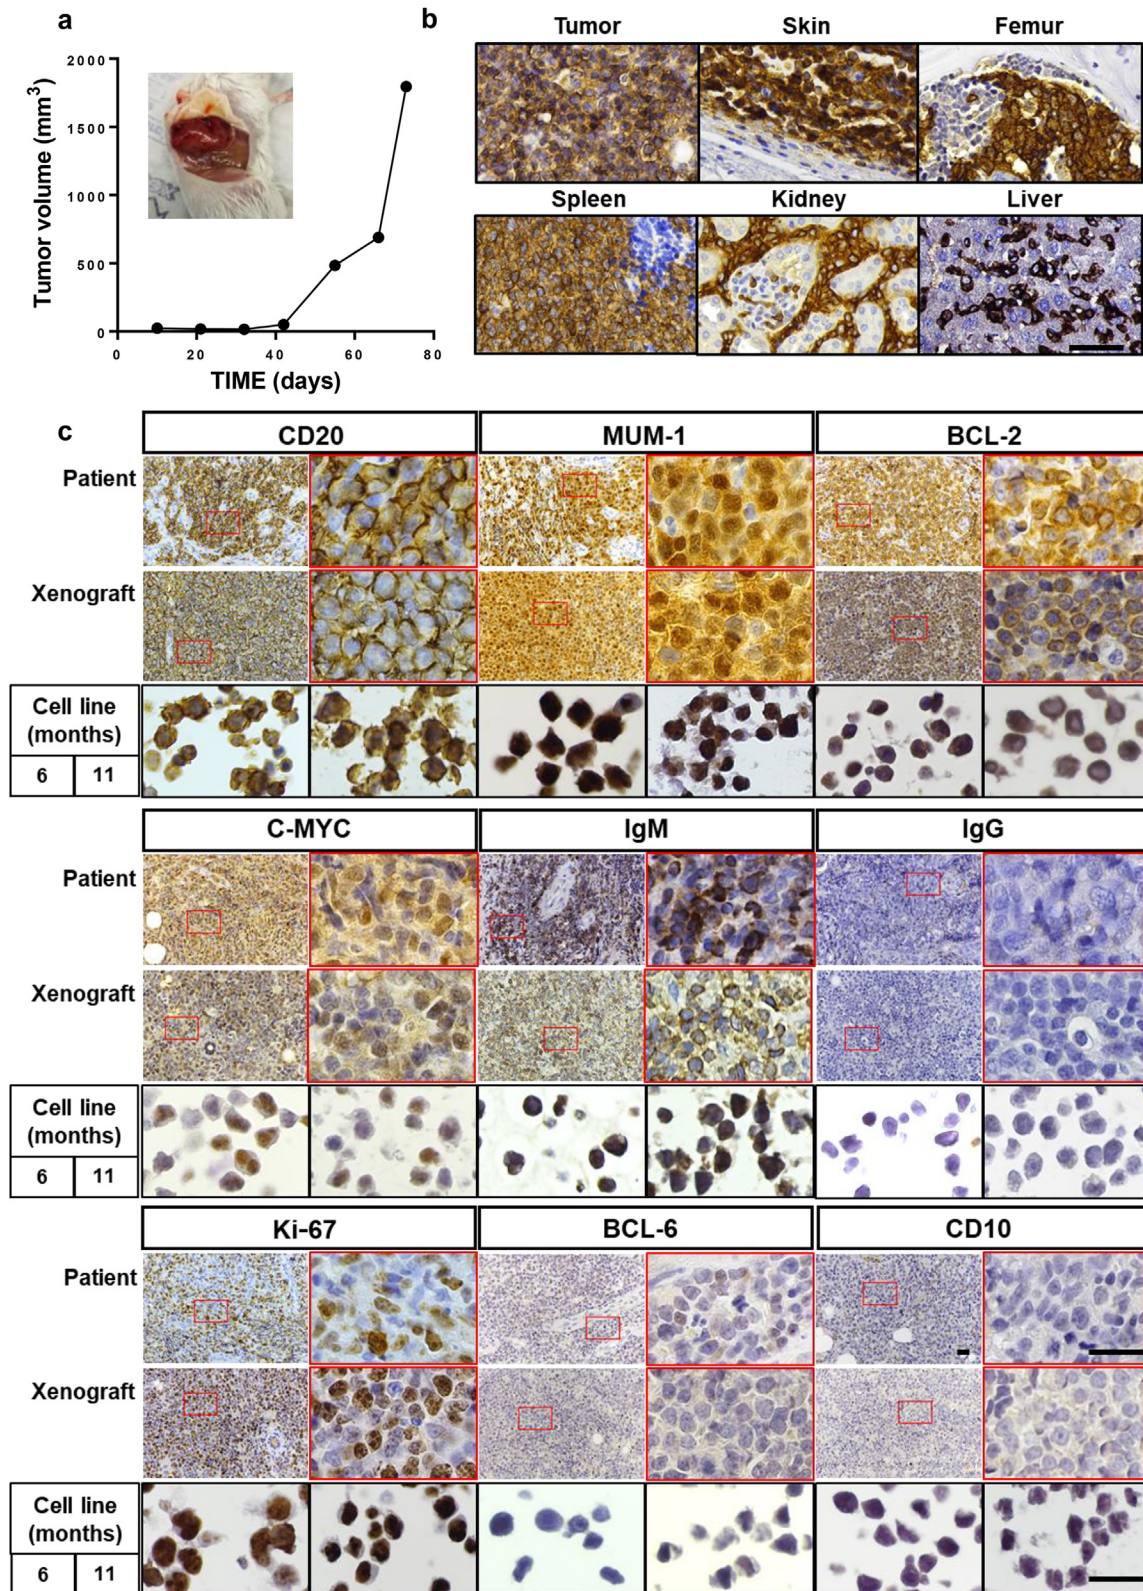 a
Tumor volume (mm³)
2000
1500
1000
500
0
0 20 40 60 80
TIME (days)
b
Tumor Skin Femur
Spleen Kidney Liver
c
CD20 MUM-1 BCL-2
Patient
Xenograft
Cell line
(months)
6 11
C-MYC IgM IgG
Patient
Xenograft
Cell line
(months)
6 11
Ki-67 BCL-6 CD10
Patient
Xenograft
Cell line
(months)
6 11